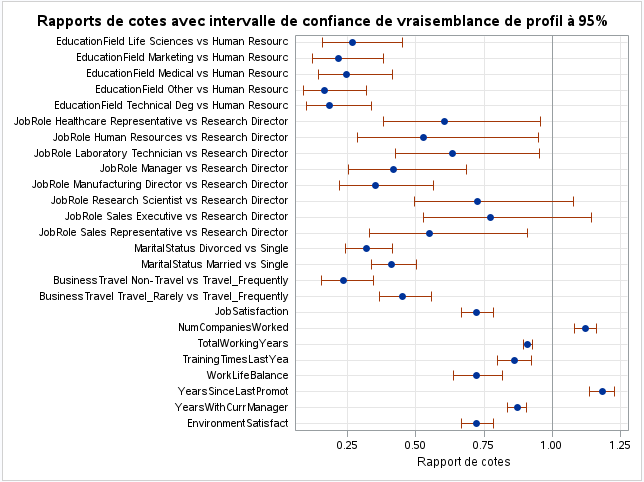 Rapports de cotes avec intervalle de confiance de vraisemblance de profil à 95%
EducationField Life Sciences vs Human Resourc
EducationField Marketing vs Human Resourc
EducationField Medical vs Human Resourc
EducationField Other vs Human Resourc
EducationField Technical Deg vs Human Resourc
JobRole Healthcare Representative vs Research Director
JobRole Human Resources vs Research Director
JobRole Laboratory Technician vs Research Director
JobRole Manager vs Research Director
JobRole Manufacturing Director vs Research Director
JobRole Research Scientist vs Research Director
JobRole Sales Executive vs Research Director
JobRole Sales Representative vs Research Director
MaritalStatus Divorced vs Single
MaritalStatus Married vs Single
BusinessTravel Non-Travel vs Travel_Frequently
BusinessTravel Travel_Rarely vs Travel_Frequently
JobSatisfaction
NumCompaniesWorked
TotalWorkingYears
TrainingTimesLastYea
WorkLifeBalance
YearsSinceLastPromot
YearsWithCurrManager
EnvironmentSatisfact
0.25 0.50 0.75 1.00 1.25
Rapport de cotes